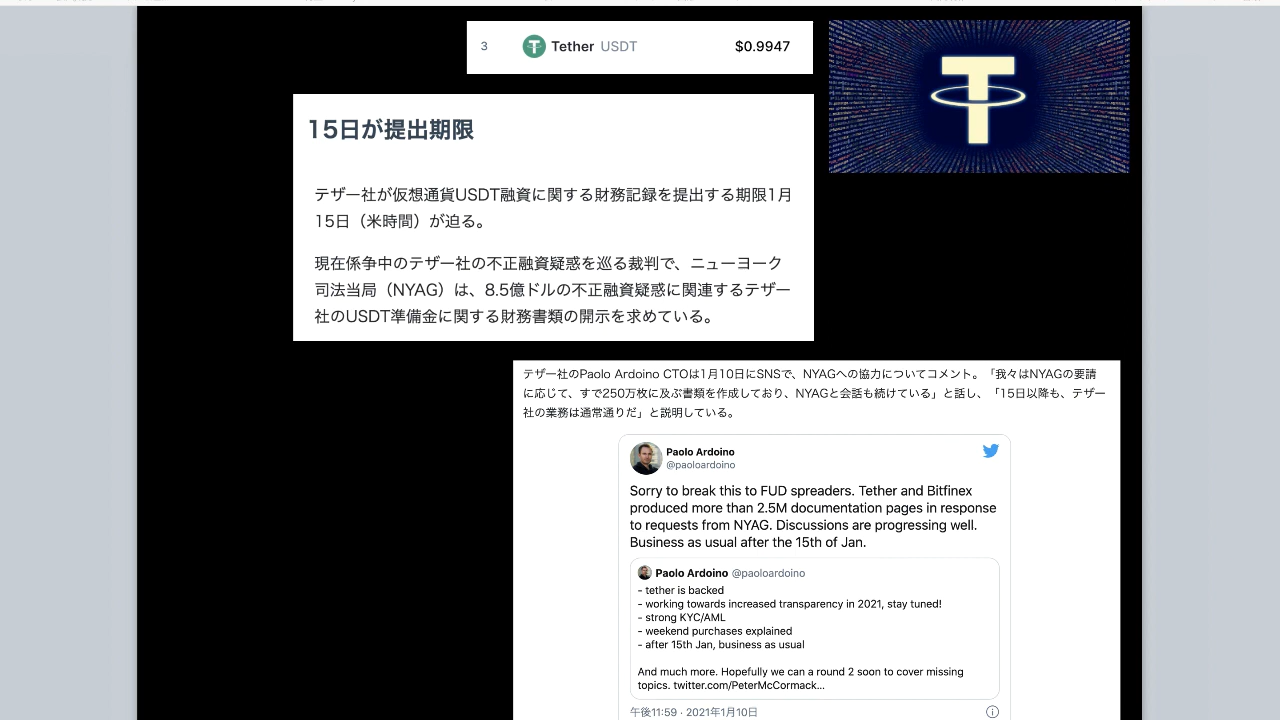 3 Tether USDT $0.9947
15日が提出期限
テザー社が仮想通貨USDT融資に関する財務記録を提出する期限1月
15日（米時間）が迫る。
現在係争中のテザー社の不正融資疑惑を巡る裁判で、ニューヨーク
司法当局（NYAG）は、8.5億ドルの不正融資疑惑に関連するテザー
社のUSDT準備金に関する財務書類の開示を求めている。
テザー社のPaolo Ardoino CTOは1月10日にSNSで、NYAGへの協力についてコメント。「我々はNYAGの要請
に応じて、すで250万枚に及ぶ書類を作成しており、NYAGと会話も続けている」と話し、「15日以降も、テザー
社の業務は通常通りだ」と説明している。
Paolo Ardoino
@paoloardoino
Sorry to break this to FUD spreaders. Tether and Bitfinex
produced more than 2.5M documentation pages in response
to requests from NYAG. Discussions are progressing well.
Business as usual after the 15th of Jan.
Paolo Ardoino @paoloardoino
- tether is backed
- working towards increased transparency in 2021, stay tuned!
- strong KYC/AML
- weekend purchases explained
- after 15th Jan, business as usual
And much more. Hopefully we can a round 2 soon to cover missing
topics. twitter.com/PeterMcCormack...
午後11:59 · 2021年1月10日